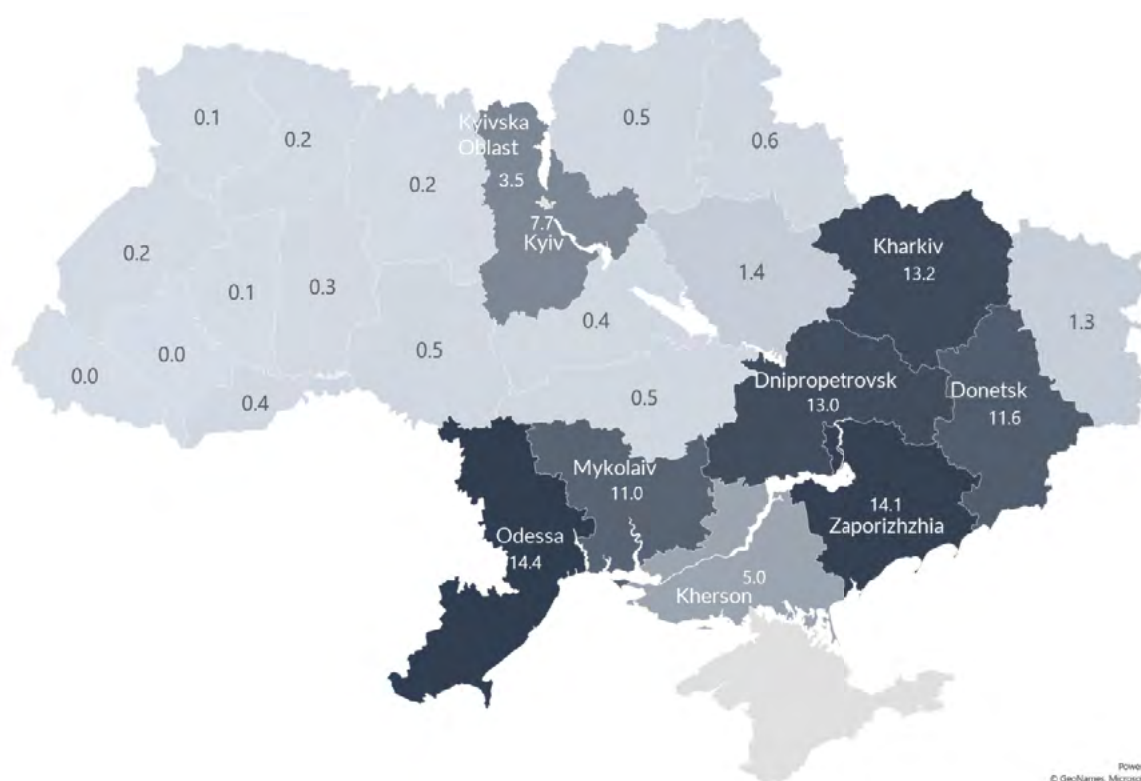 0.1
0.2
0.2
Kyivska
Oblast
3.5
0.5
0.6
7.7
Kyiv
0.2
0.1
0.3
0.4
1.4
Kharkiv
13.2
1.3
0.0
0.0
0.4
0.5
0.5
Dnipropetrovsk
13.0
Donetsk
11.6
Mykolaiv
11.0
Odessa
14.4
14.1
Zaporizhzhia
5.0
Kherson
Powe
© GeoNames, Microso